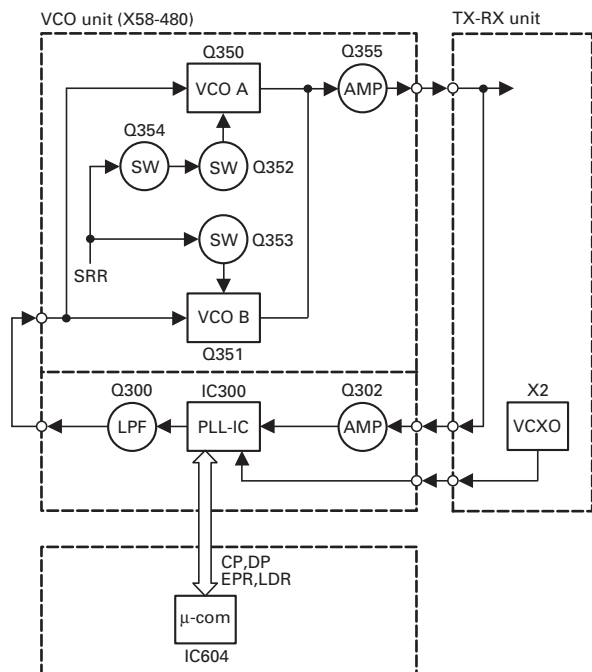 VCO unit (X58-480)
TX-RX unit
Q350
Q355
VCO A
AMP
Q354
SW
SW
Q352
SW
Q353
SRR
VCO B
Q351
Q300
IC300
Q302
X2
LPF
PLL-IC
AMP
VCXO
CP,DP
EPR,LDR
μ-com
IC604